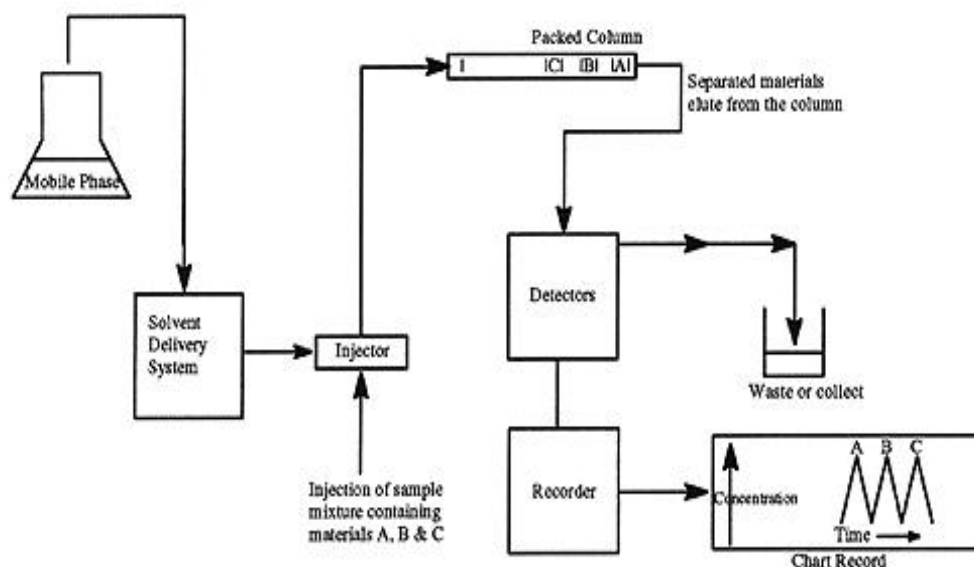 Packed Column
|
|C| |B| |A|
Separated materials
elute from the column
Mobile Phase
Solvent
Delivery
System
Injector
Detectors
Waste or collect
Injection of sample
mixture containing
materials A, B & C
Recorder
A B C
Concentration
Time
Chart Record